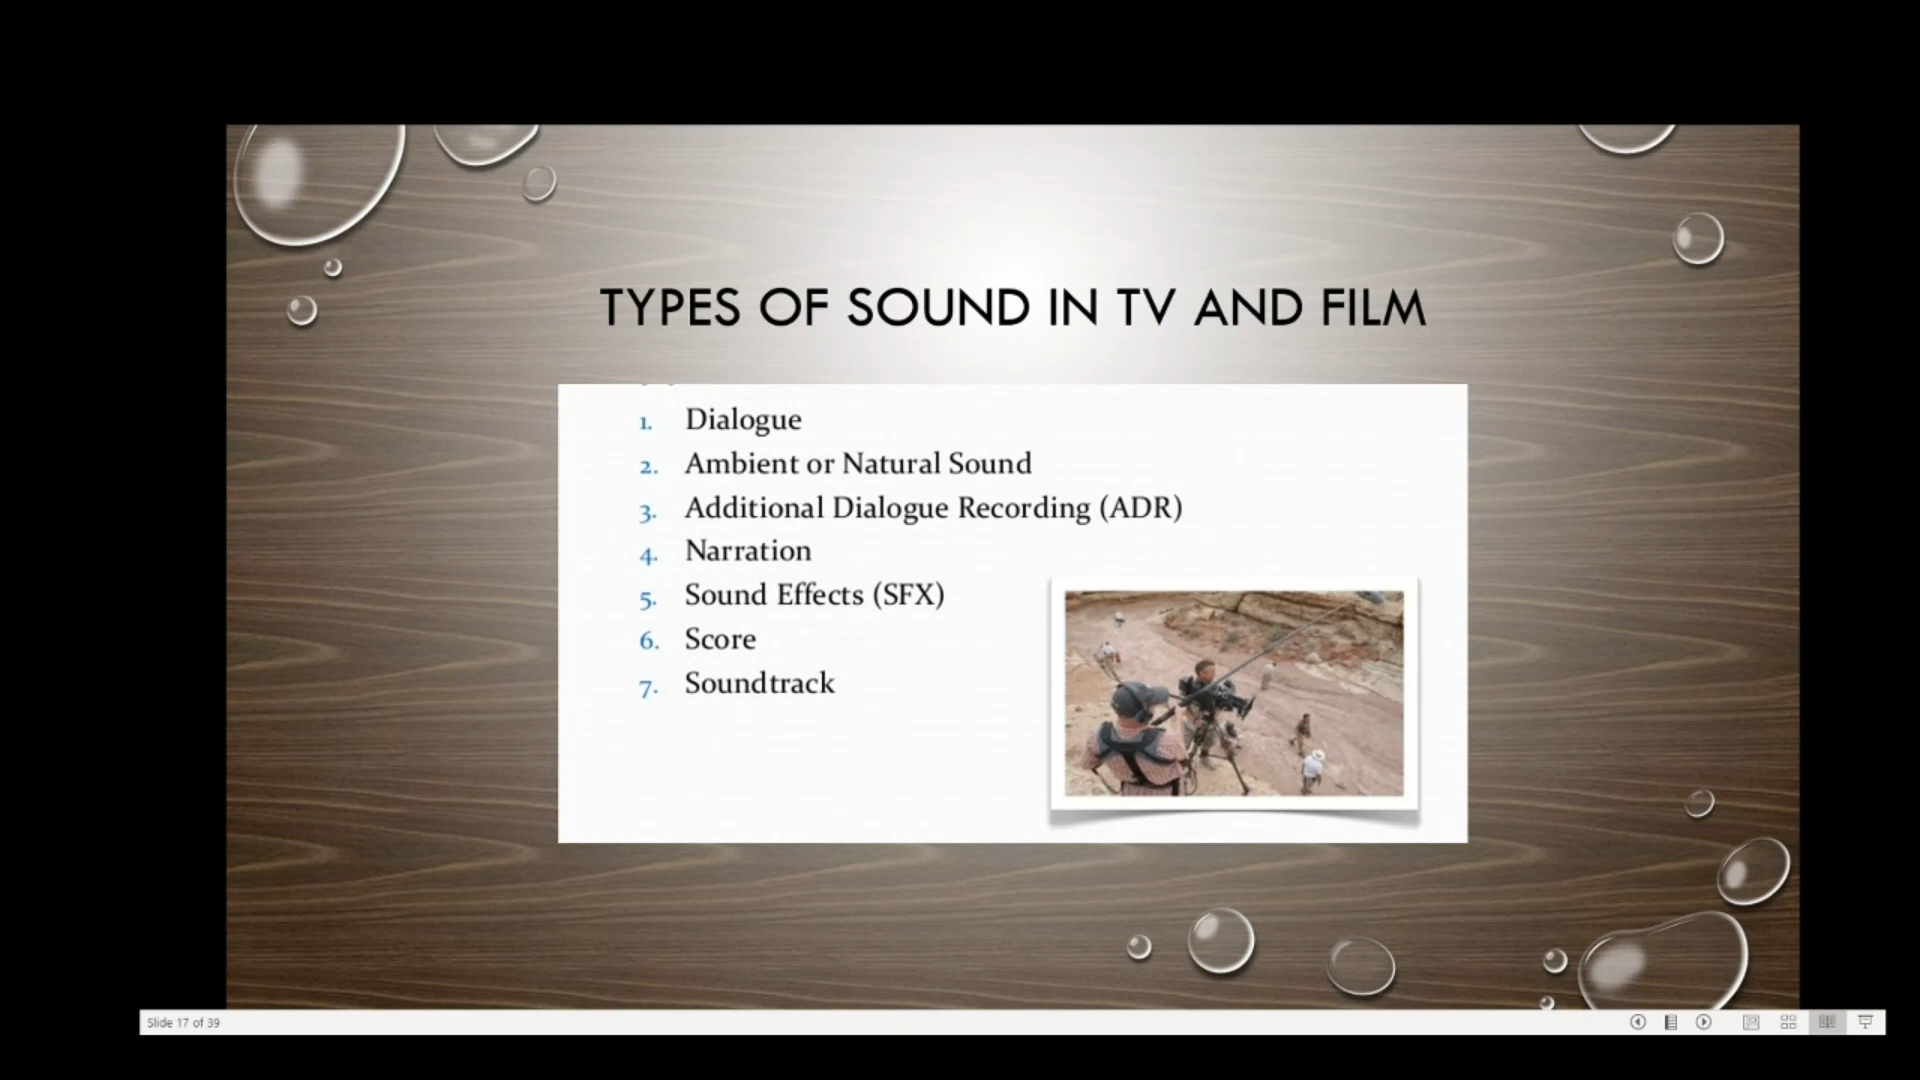 TYPES OF SOUND IN TV AND FILM
1. Dialogue
2. Ambient or Natural Sound
3. Additional Dialogue Recording (ADR)
4. Narration
5. Sound Effects (SFX)
6. Score
7. Soundtrack
Slide 17 of 39